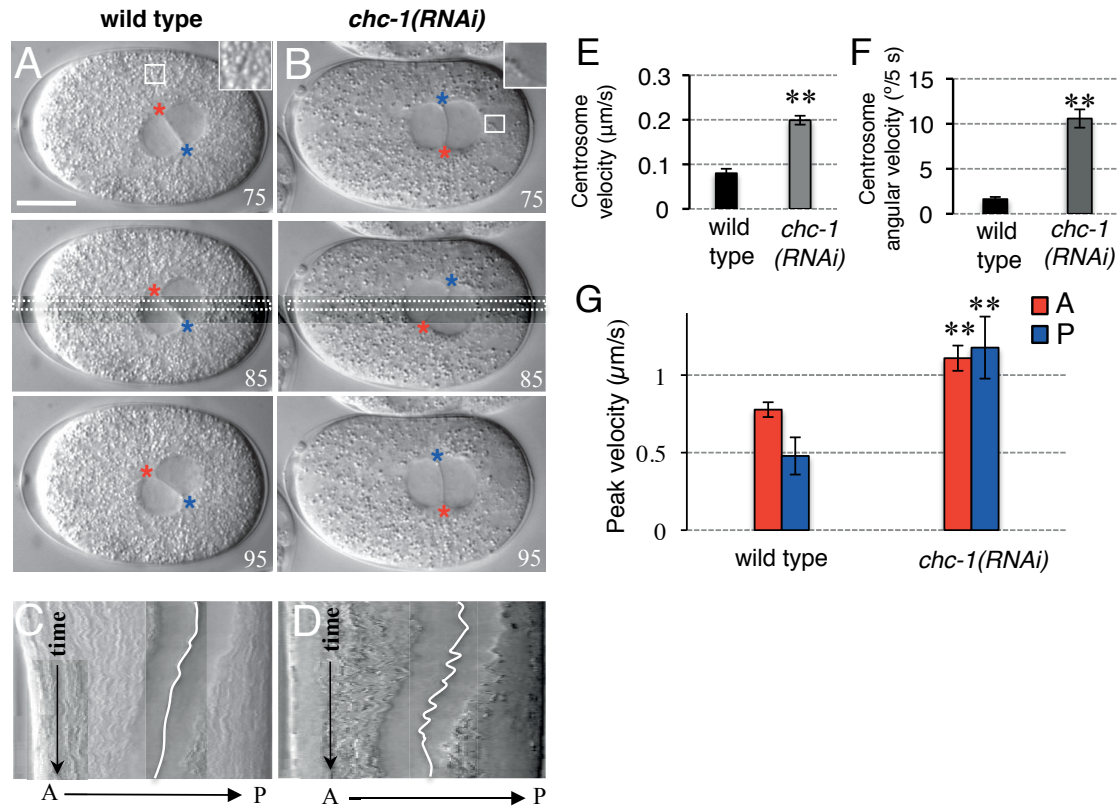 wild type
chc-1(RNAi)
A
75
B
75
85
85
95
95
C
time
A
P
D
time
A
P
E
Centrosome
velocity (µm/s)
0.3
0.2
0.1
0
**
wild
type
chc-1
(RNAi)
F
Centrosome
angular velocity (°/5 s)
15
10
5
0
**
wild
type
chc-1
(RNAi)
G
Peak velocity (µm/s)
1
0.5
0
**
**
A
P
wild type
chc-1(RNAi)